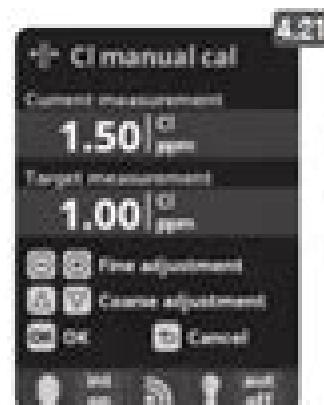 4.21
Cl manual cal
Current measurement
1.50 Cl ppm
Target measurement
1.00 Cl ppm
Fine adjustment
Coarse adjustment
OK Cancel